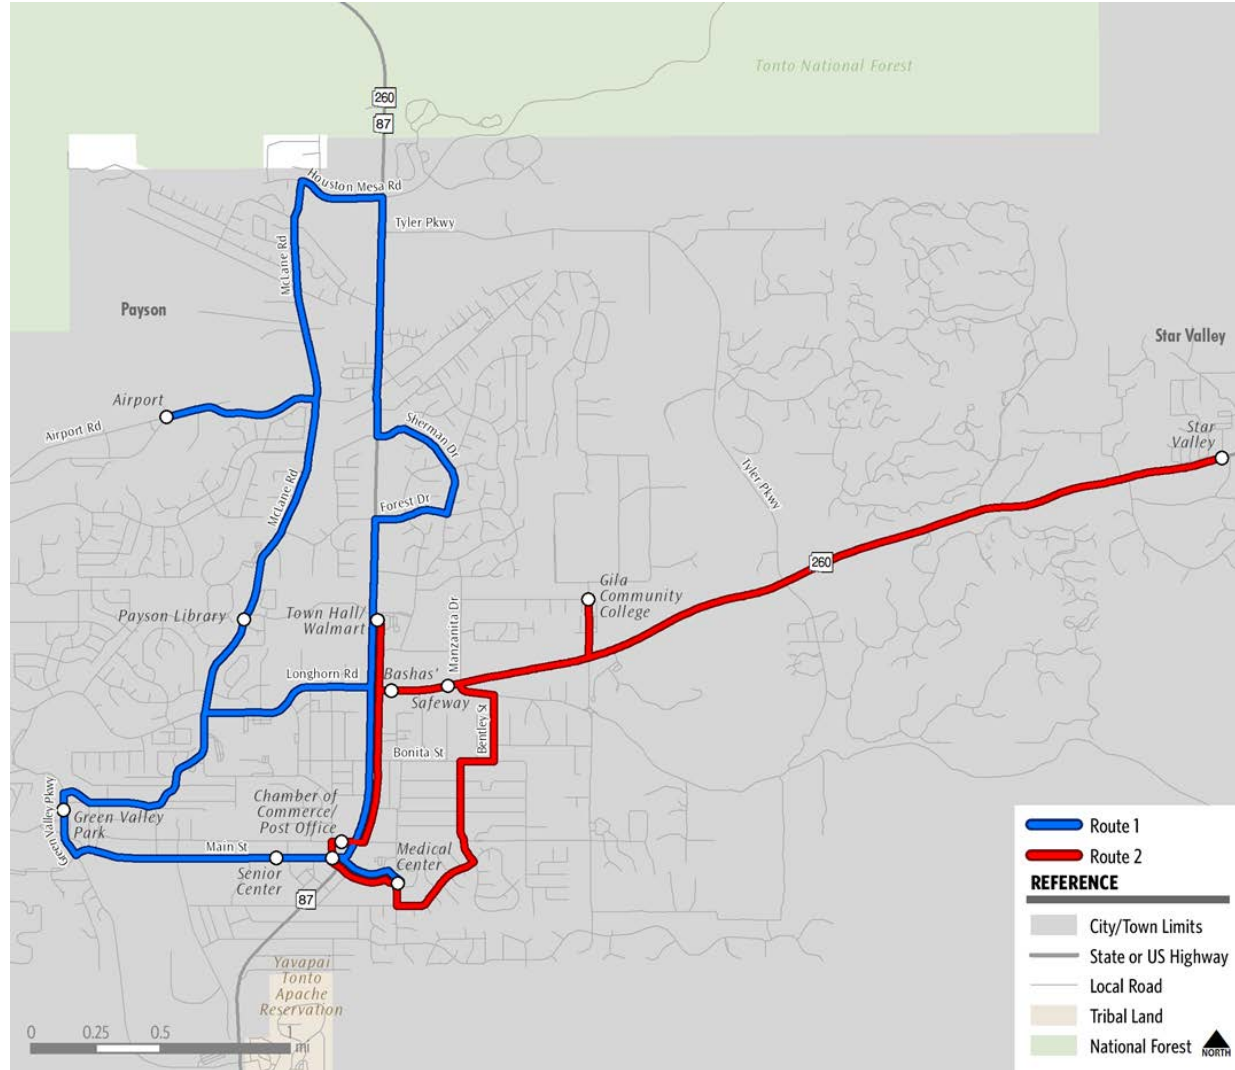 Tonto National Forest
260
87
Houston Mesa Rd
Tyler Pkwy
McLane Rd
Payson
Star Valley
Airport
Airport Rd
Sherman Dr
Star
Valley
McLane Rd
Tyler Pkwy
Forest Dr
260
Gila
Community
College
Payson Library
Town Hall/
Walmart
Manzanita Dr
Longhorn Rd
Bashas'
Safeway
Bentley St
Bonita St
Green Valley Pkwy
Green Valley
Park
Chamber of
Commerce/
Post Office
Main St
Medical
Center
Senior
Center
87
Yavapai
Tonto
Apache
Reservation
0 0.25 0.5 1
mi
Route 1
Route 2
REFERENCE
City/Town Limits
State or US Highway
Local Road
Tribal Land
National Forest
NORTH